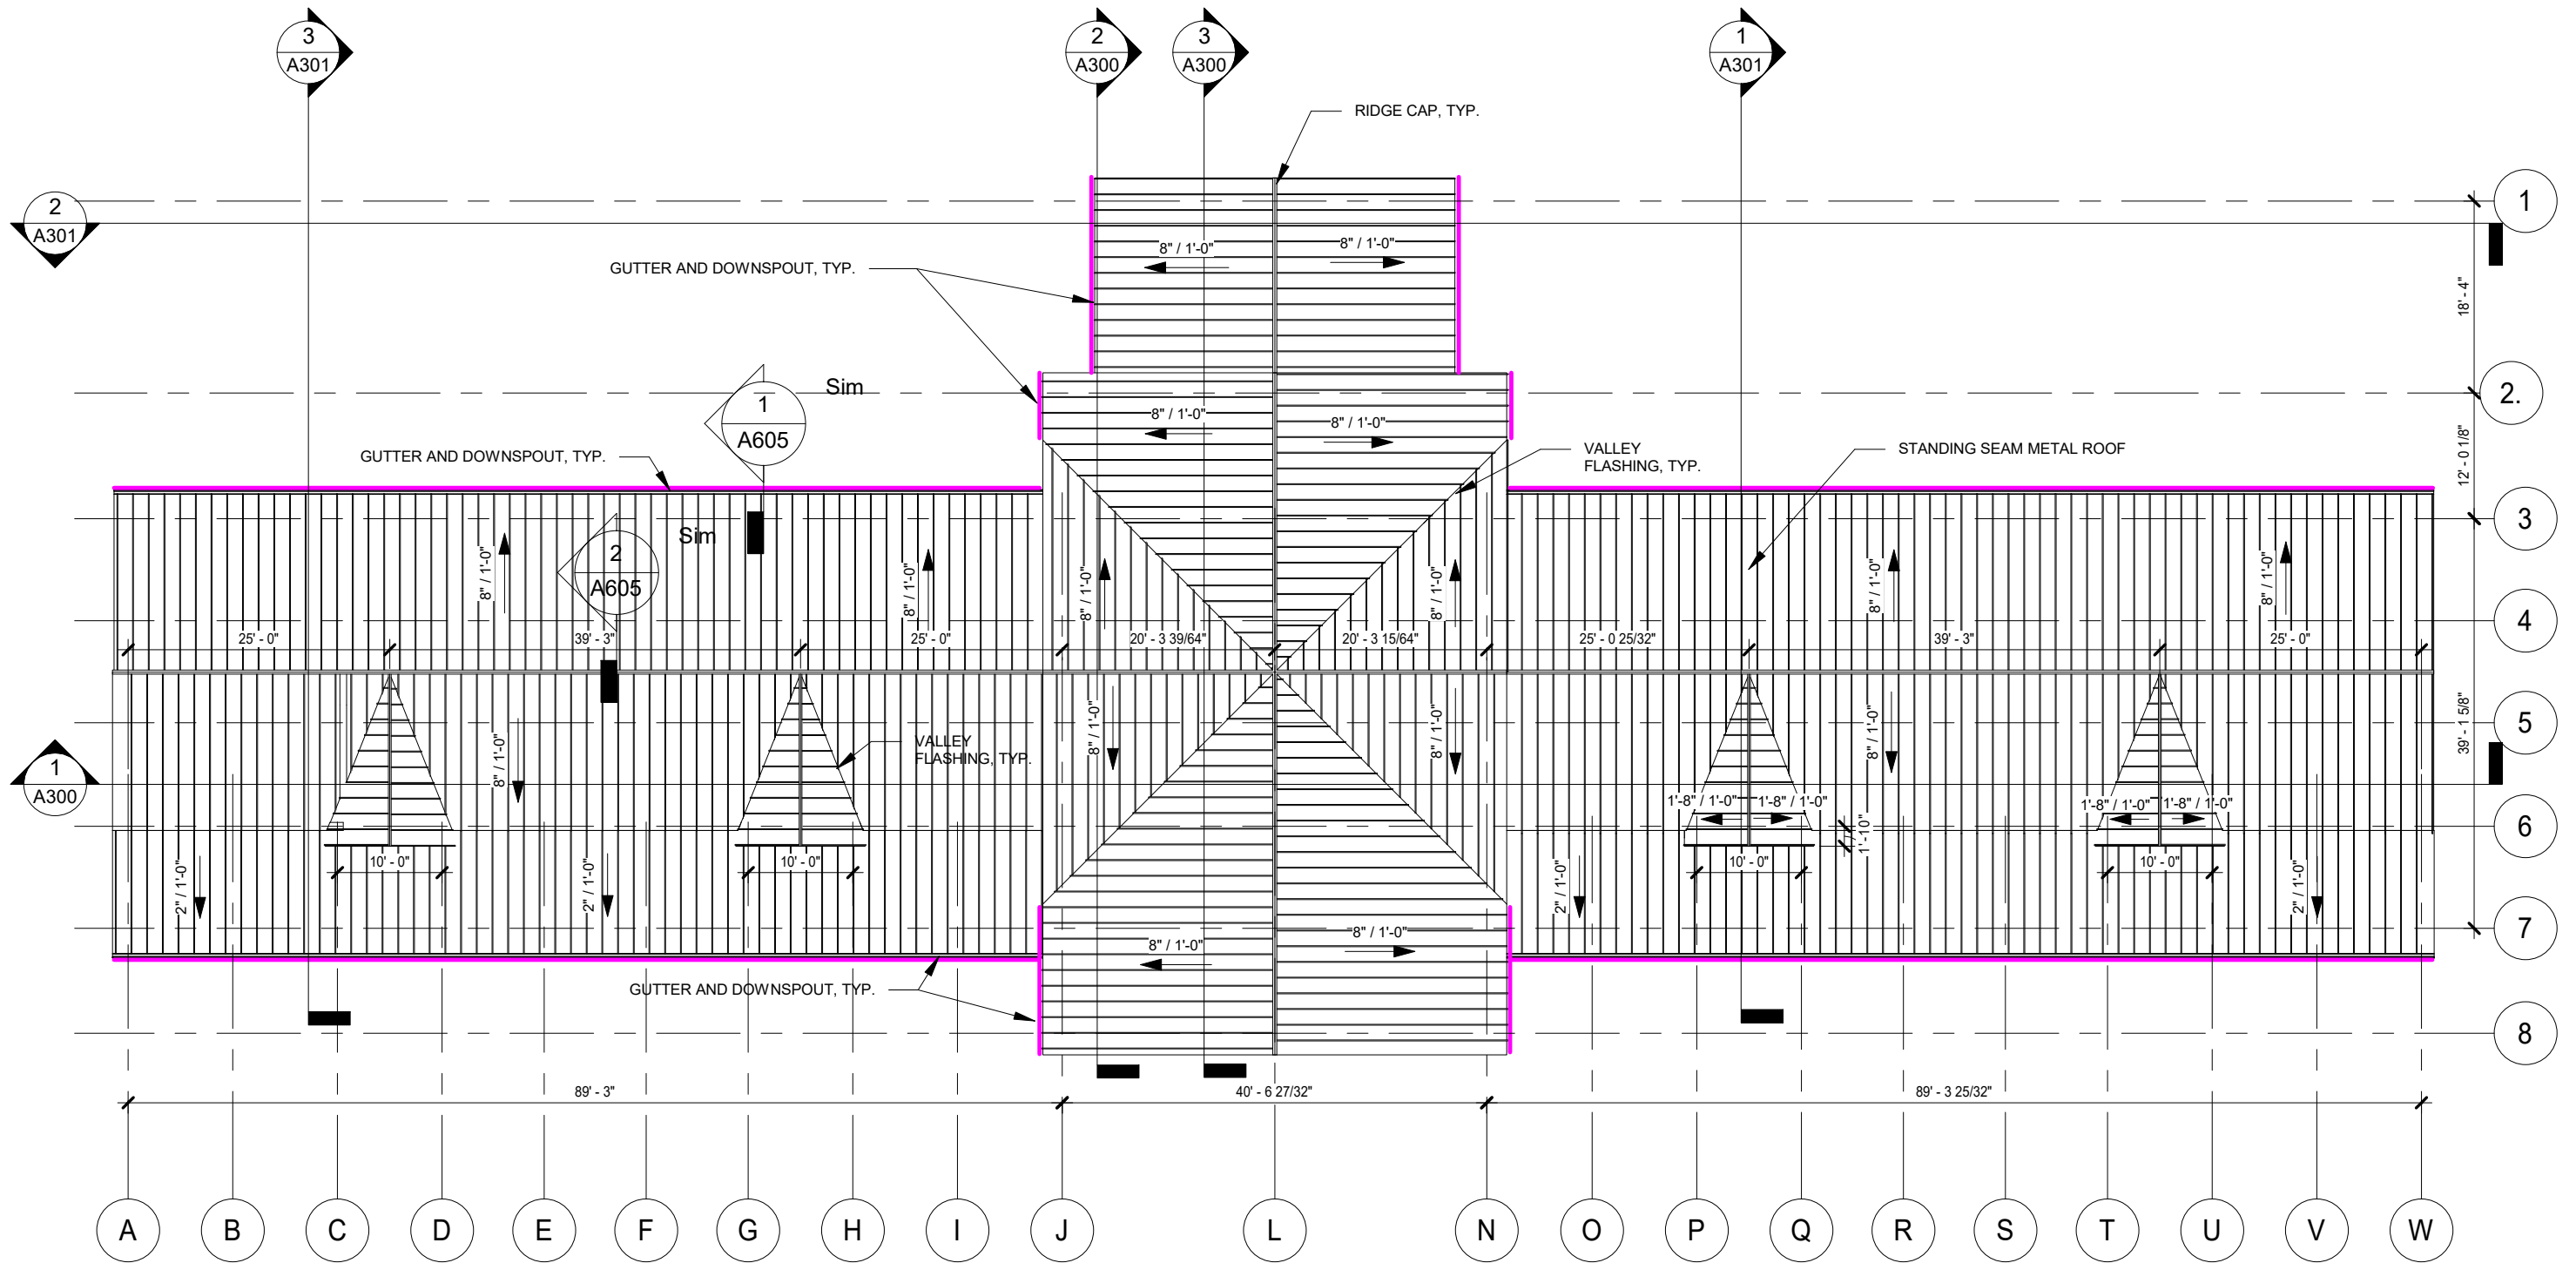 3
A301
2
A300
3
A300
1
A301
RIDGE CAP, TYP.
2
A301
1
8" / 1'-0"
8" / 1'-0"
GUTTER AND DOWNSPOUT, TYP.
18' - 4"
Sim
1
A605
2.
8" / 1'-0"
8" / 1'-0"
GUTTER AND DOWNSPOUT, TYP.
VALLEY
FLASHING, TYP.
STANDING SEAM METAL ROOF
12' - 0 1/8"
3
Sim
2
A605
8" / 1'-0"
8" / 1'-0"
8" / 1'-0"
8" / 1'-0"
8" / 1'-0"
8" / 1'-0"
4
25' - 0"
39' - 3"
25' - 0"
20' - 3 39/64"
20' - 3 15/64"
25' - 0 25/32"
39' - 3"
25' - 0"
8" / 1'-0"
8" / 1'-0"
8" / 1'-0"
8" / 1'-0"
5
39' - 1 5/8"
VALLEY
FLASHING, TYP.
1
A300
1'-8" / 1'-0"
1'-8" / 1'-0"
1'-8" / 1'-0"
1'-8" / 1'-0"
6
1'-10"
10' - 0"
10' - 0"
10' - 0"
10' - 0"
2" / 1'-0"
2" / 1'-0"
2" / 1'-0"
2" / 1'-0"
7
8" / 1'-0"
8" / 1'-0"
GUTTER AND DOWNSPOUT, TYP.
8
89' - 3"
40' - 6 27/32"
89' - 3 25/32"
A B C D E F G H I J L N O P Q R S T U V W